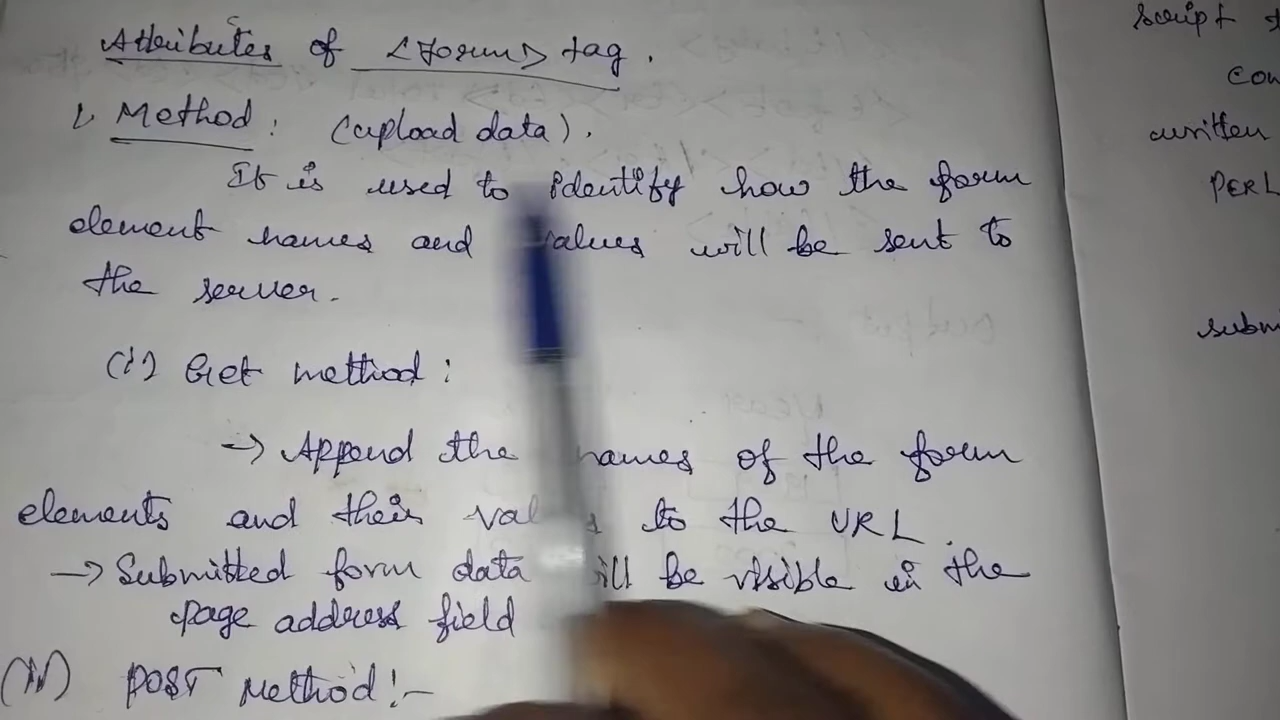 Attributes of <Form> tag.
1. Method: (upload data).
It is used to identify how the form
element names and values will be sent to
the server.
(i) Get method:
→ Append the names of the form
elements and their to the URL.
→ Submitted form data will be visible in the
page address field
(ii) POST Method:-
script
written
PERL